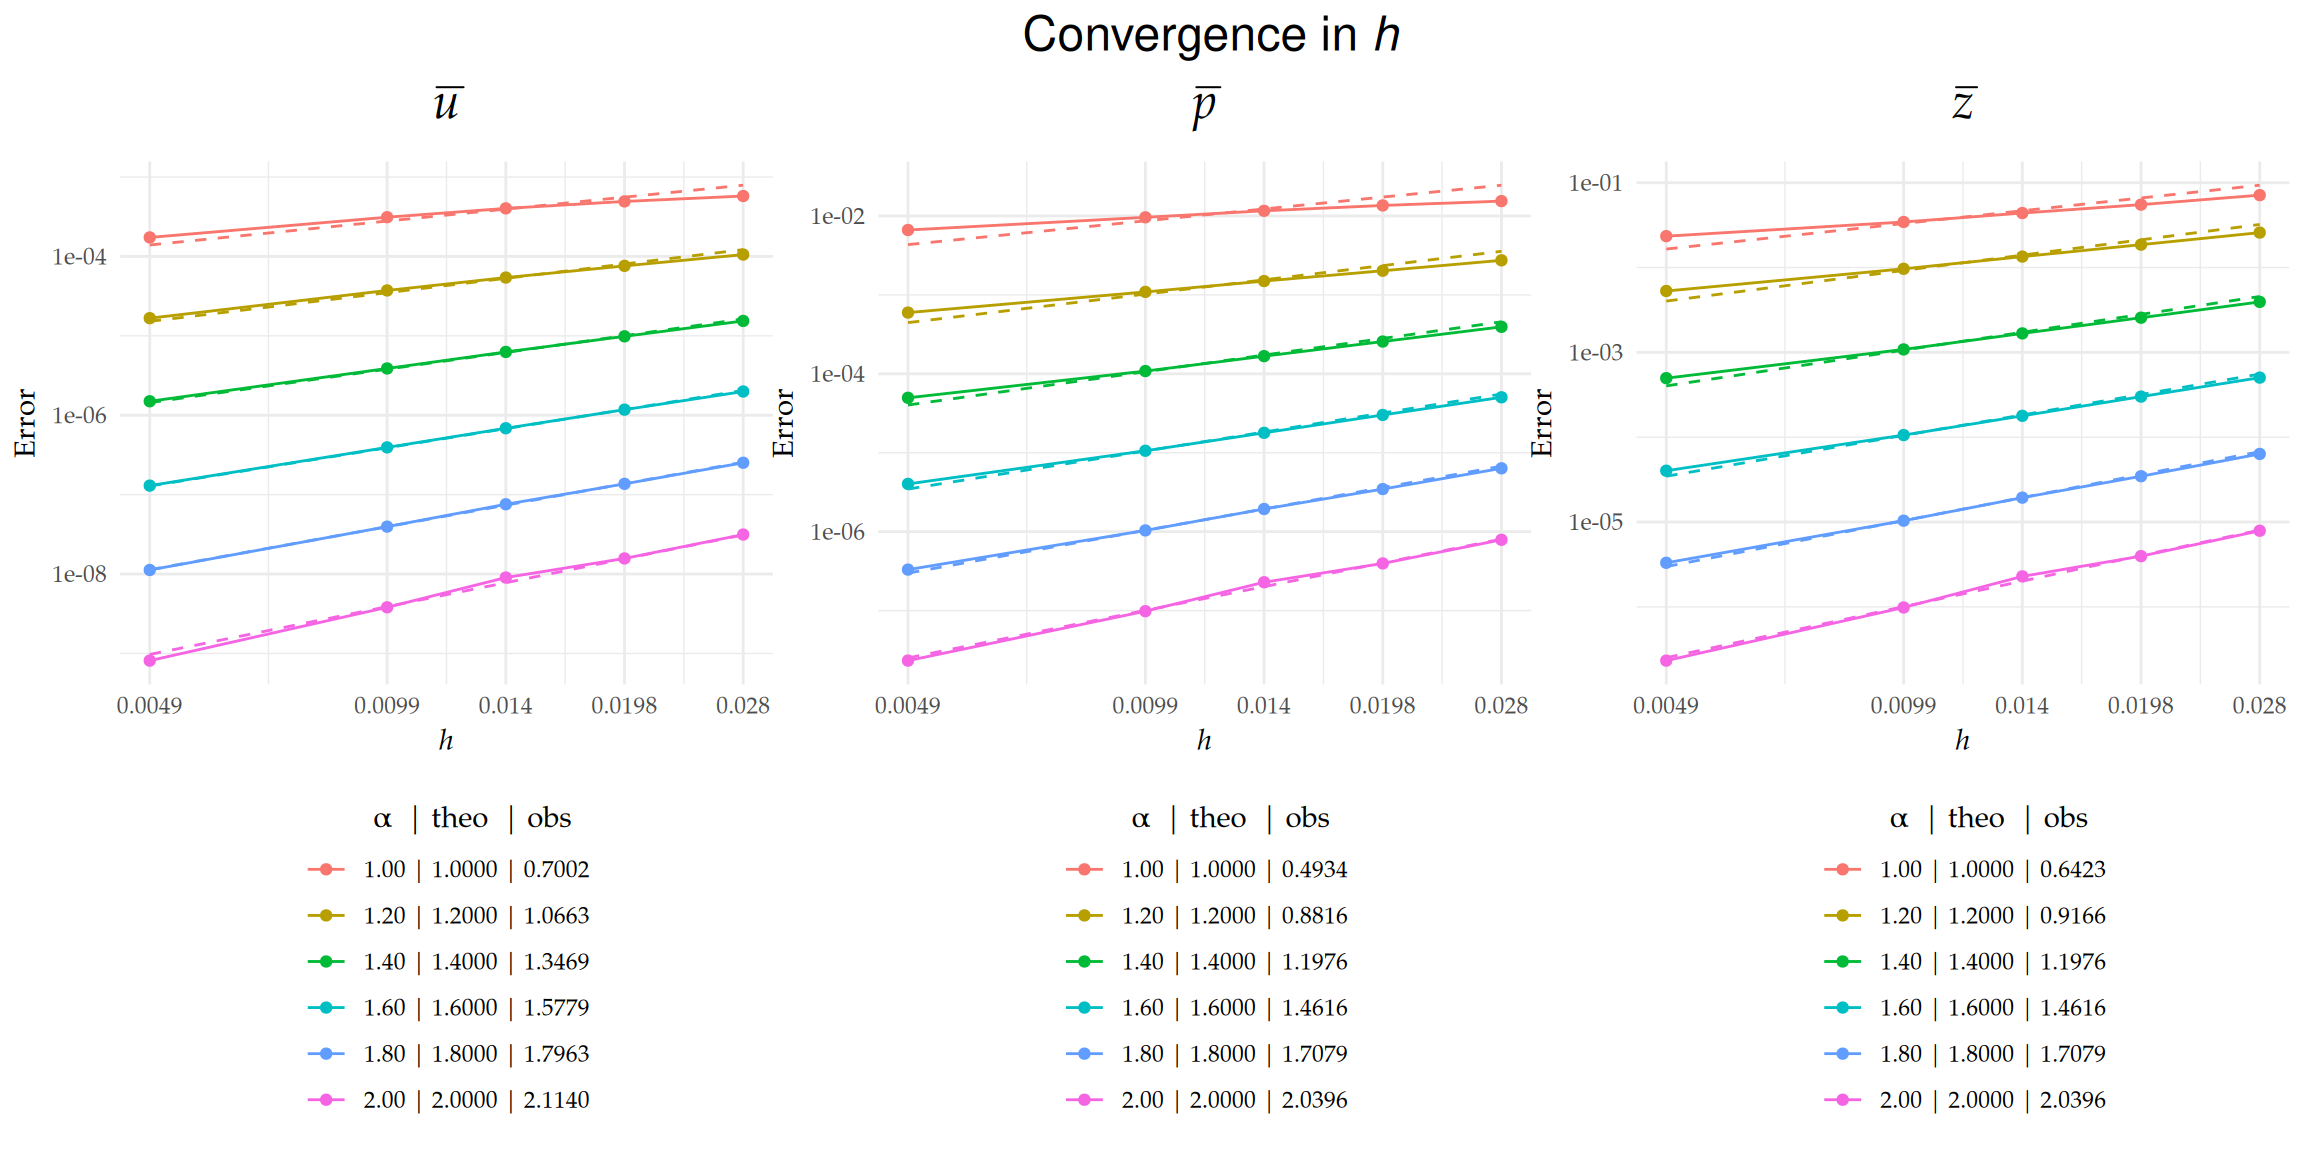 Convergence in h
u̅
Error
1e-04
1e-06
1e-08
0.0049 0.0099 0.014 0.0198 0.028
h
α | theo | obs
1.00 | 1.0000 | 0.7002
1.20 | 1.2000 | 1.0663
1.40 | 1.4000 | 1.3469
1.60 | 1.6000 | 1.5779
1.80 | 1.8000 | 1.7963
2.00 | 2.0000 | 2.1140
p̅
Error
1e-02
1e-04
1e-06
0.0049 0.0099 0.014 0.0198 0.028
h
α | theo | obs
1.00 | 1.0000 | 0.4934
1.20 | 1.2000 | 0.8816
1.40 | 1.4000 | 1.1976
1.60 | 1.6000 | 1.4616
1.80 | 1.8000 | 1.7079
2.00 | 2.0000 | 2.0396
z̅
Error
1e-01
1e-03
1e-05
0.0049 0.0099 0.014 0.0198 0.028
h
α | theo | obs
1.00 | 1.0000 | 0.6423
1.20 | 1.2000 | 0.9166
1.40 | 1.4000 | 1.1976
1.60 | 1.6000 | 1.4616
1.80 | 1.8000 | 1.7079
2.00 | 2.0000 | 2.0396